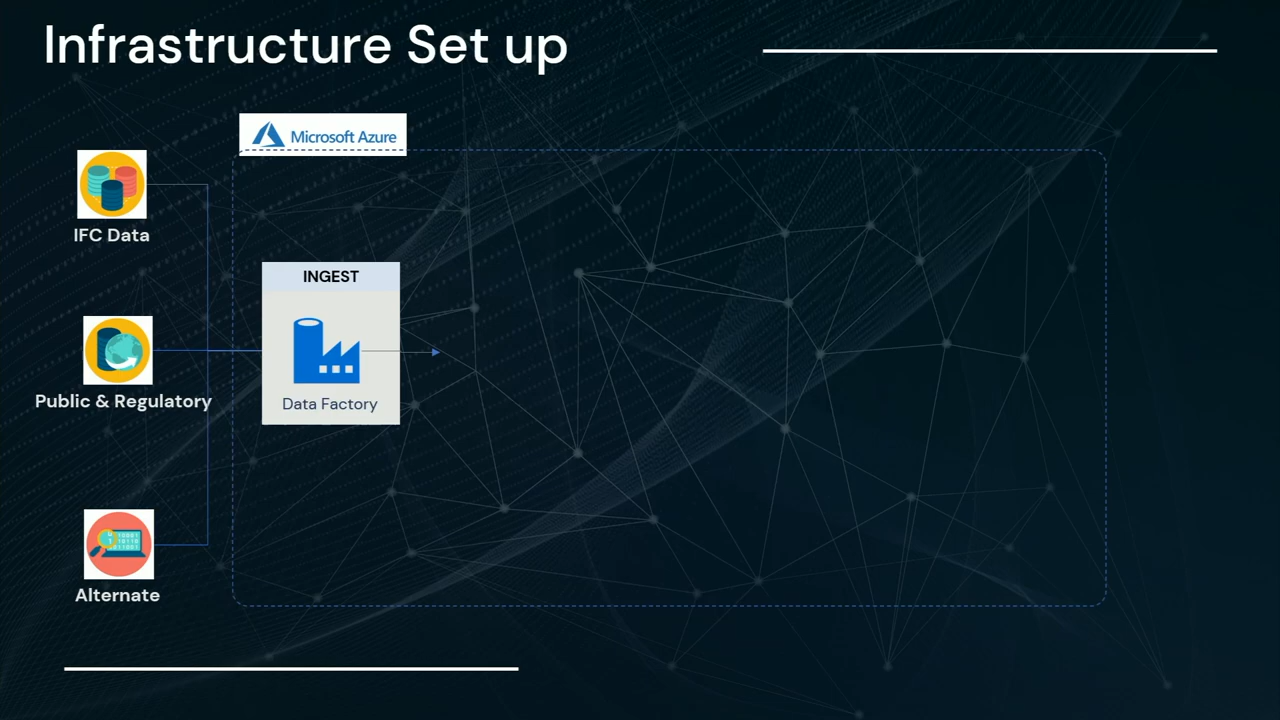 Infrastructure Set up
Microsoft Azure
IFC Data
INGEST
Data Factory
Public & Regulatory
Alternate